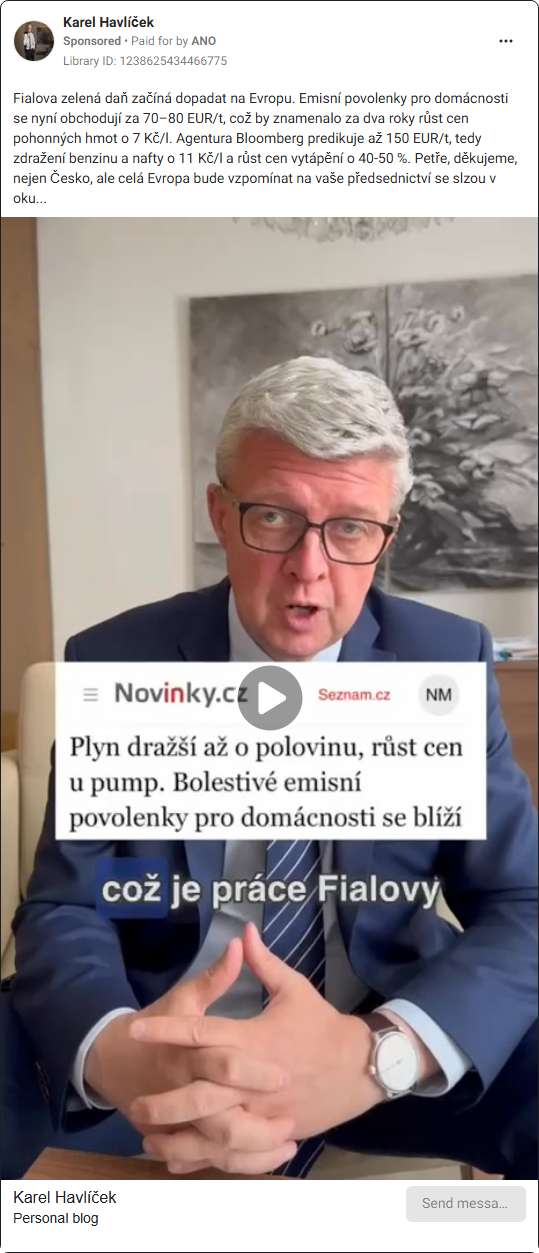 Karel Havlíček
Sponsored • Paid for by ANO
Library ID: 1238625434466775
Fialova zelená daň začíná dopadat na Evropu. Emisní povolenky pro domácnosti
se nyní obchodují za 70–80 EUR/t, což by znamenalo za dva roky růst cen
pohonných hmot o 7 Kč/l. Agentura Bloomberg predikuje až 150 EUR/t, tedy
zdražení benzinu a nafty o 11 Kč/l a růst cen vytápění o 40-50 %. Petře, děkujeme,
nejen Česko, ale celá Evropa bude vzpomínat na vaše předsednictví se slzou v
oku...
Novinky.cz Seznam.cz NM
Plyn dražší až o polovinu, růst cen
u pump. Bolestivé emisní
povolenky pro domácnosti se blíží
což je práce Fialovy
Karel Havlíček
Personal blog
Send messa...